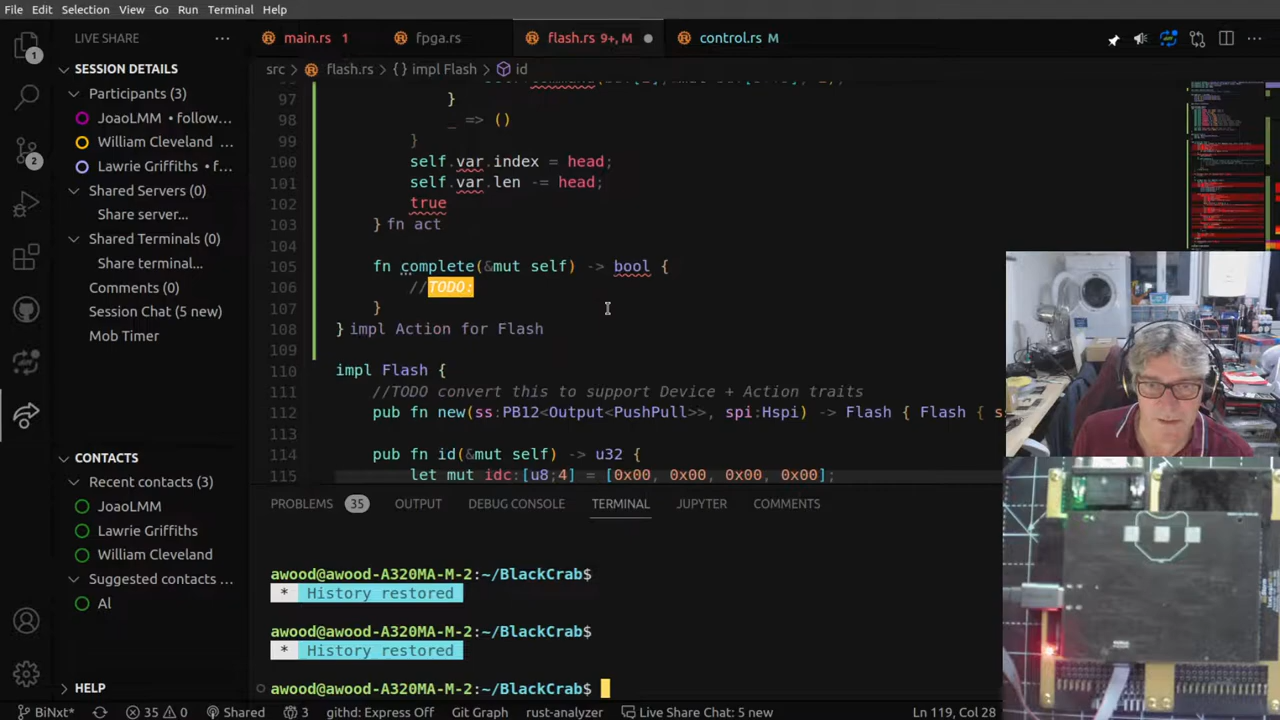 File Edit Selection View Go Run Terminal Help
LIVE SHARE ...
main.rs 1
fpga.rs
flash.rs 9+, M
control.rs M
src > flash.rs > {} impl Flash > id
SESSION DETAILS
Participants (3)
JoaoLMM • follow...
William Cleveland ...
Lawrie Griffiths • f...
Shared Servers (0)
Share server...
Shared Terminals (0)
Share terminal...
Comments (0)
Session Chat (5 new)
Mob Timer
1
2
97 }
98 _ => ()
99 }
100 self.var.index = head;
101 self.var.len -= head;
102 true
103 } fn act
104
105 fn complete(&mut self) -> bool {
106 //TODO:
107 }
108 } impl Action for Flash
109
110 impl Flash {
111 //TODO convert this to support Device + Action traits
112 pub fn new(ss:PB12<Output<PushPull>>, spi:Hspi) -> Flash { Flash { s
113
114 pub fn id(&mut self) -> u32 {
115 let mut idc:[u8;4] = [0x00, 0x00, 0x00, 0x00];
CONTACTS
Recent contacts (3)
JoaoLMM
Lawrie Griffiths
William Cleveland
Suggested contacts ...
Al
HELP
PROBLEMS 35 OUTPUT DEBUG CONSOLE TERMINAL JUPYTER COMMENTS
awood@awood-A320MA-M-2:~/BlackCrab$
* History restored
awood@awood-A320MA-M-2:~/BlackCrab$
* History restored
awood@awood-A320MA-M-2:~/BlackCrab$
BiNxt* 35 0 Shared 3 githd: Express Off Git Graph rust-analyzer Live Share Chat: 5 new Ln 119, Col 28